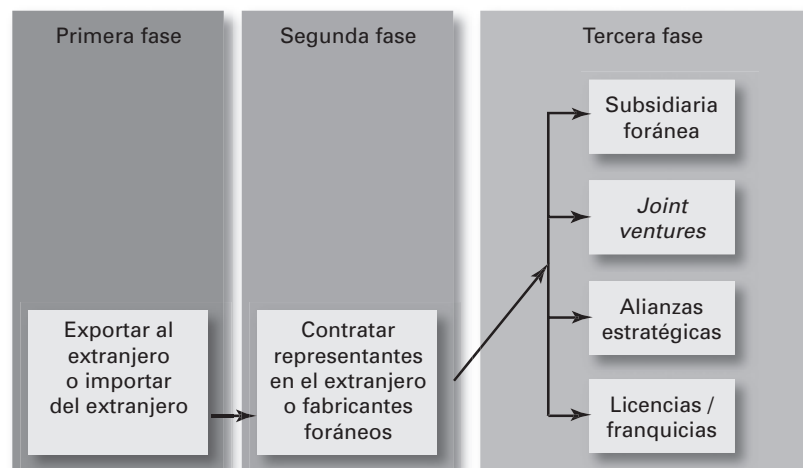 Primera fase
Segunda fase
Tercera fase
Exportar al
extranjero
o importar
del extranjero
Contratar
representantes
en el extranjero
o fabricantes
foráneos
Subsidiaria
foránea
Joint
ventures
Alianzas
estratégicas
Licencias /
franquicias